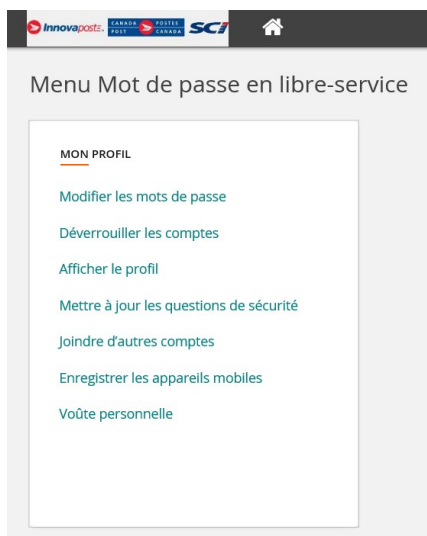 Innovaposte. CANADA POST POSTES CANADA SCI
Menu Mot de passe en libre-service
MON PROFIL
Modifier les mots de passe
Déverrouiller les comptes
Afficher le profil
Mettre à jour les questions de sécurité
Joindre d’autres comptes
Enregistrer les appareils mobiles
Voûte personnelle